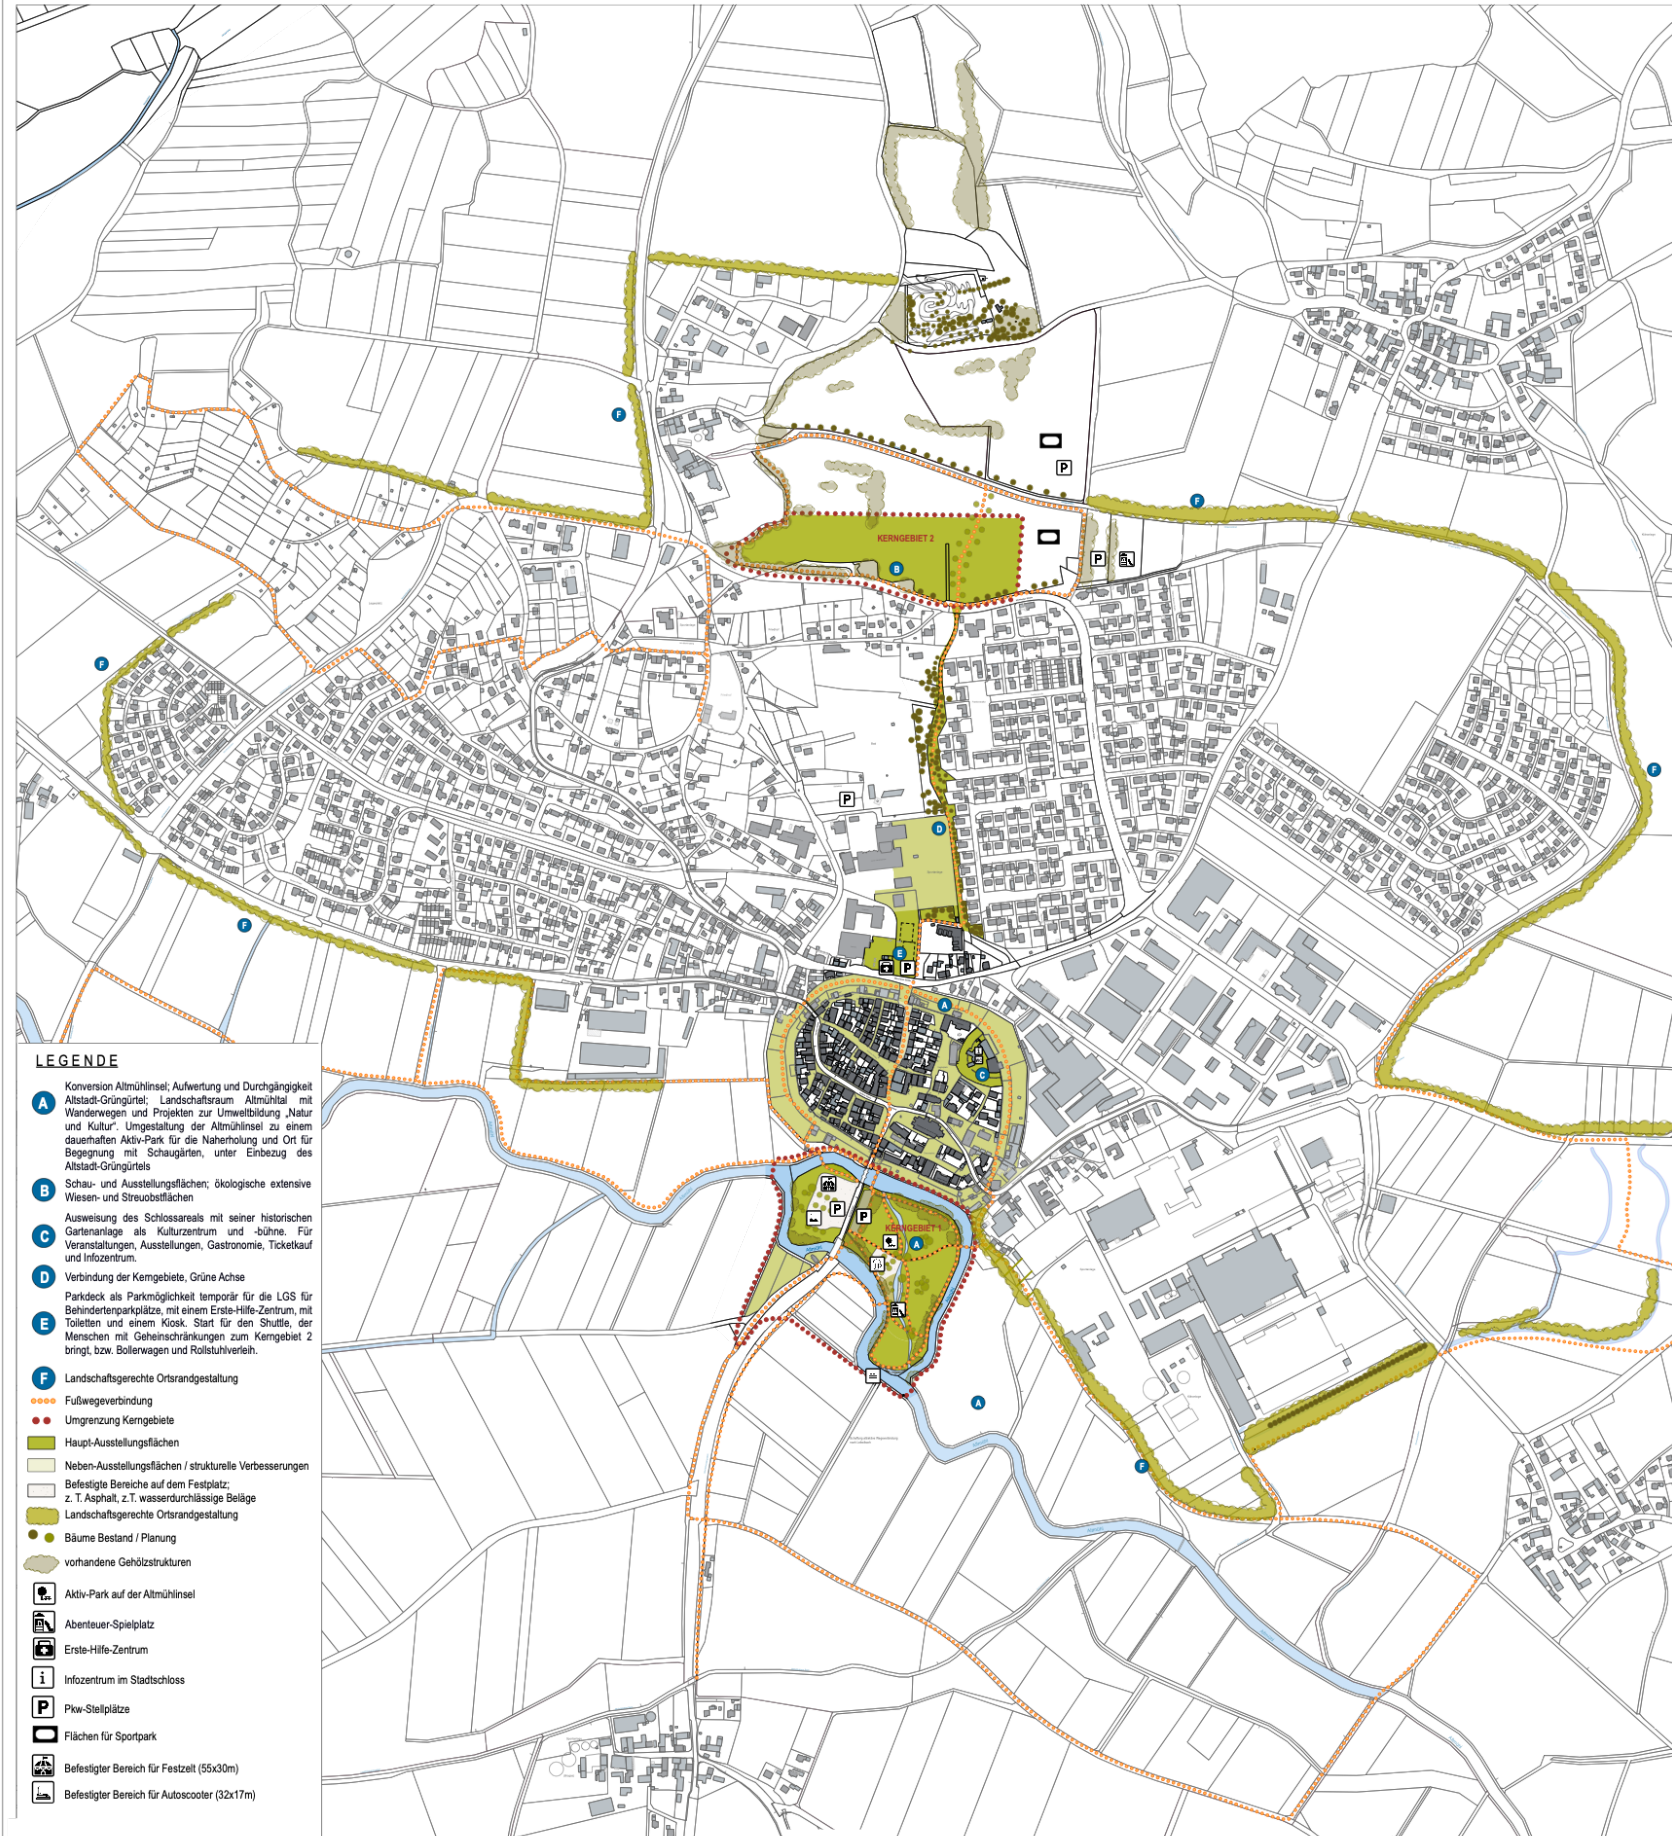 F
P
F
KERNGEBIET 2
B
P
F
F
P
D
F
E
P
A
C
P
P
KERNGEBIET 1
A
A
F
LEGENDE
A
Konversion Altmühlinsel; Aufwertung und Durchgängigkeit
Altstadt-Grüngürtel; Landschaftsraum Altmühltal mit
Wanderwegen und Projekten zur Umweltbildung „Natur
und Kultur". Umgestaltung der Altmühlinsel zu einem
dauerhaften Aktiv-Park für die Naherholung und Ort für
Begegnung mit Schaugärten, unter Einbezug des
Altstadt-Grüngürtels
B
Schau- und Ausstellungsflächen; ökologische extensive
Wiesen- und Streuobstflächen
C
Ausweisung des Schlossareals mit seiner historischen
Gartenanlage als Kulturzentrum und -bühne. Für
Veranstaltungen, Ausstellungen, Gastronomie, Ticketkauf
und Infozentrum.
D
Verbindung der Kerngebiete, Grüne Achse
E
Parkdeck als Parkmöglichkeit temporär für die LGS für
Behindertenparkplätze, mit einem Erste-Hilfe-Zentrum, mit
Toiletten und einem Kiosk. Start für den Shuttle, der
Menschen mit Geheinschränkungen zum Kerngebiet 2
bringt, bzw. Bollerwagen und Rollstuhlverleih.
F
Landschaftsgerechte Ortsrandgestaltung
Fußwegeverbindung
Umgrenzung Kerngebiete
Haupt-Ausstellungsflächen
Neben-Ausstellungsflächen / strukturelle Verbesserungen
Befestigte Bereiche auf dem Festplatz;
z. T. Asphalt, z.T. wasserdurchlässige Beläge
Landschaftsgerechte Ortsrandgestaltung
Bäume Bestand / Planung
vorhandene Gehölzstrukturen
Aktiv-Park auf der Altmühlinsel
Abenteuer-Spielplatz
Erste-Hilfe-Zentrum
i
Infozentrum im Stadtschloss
P
Pkw-Stellplätze
Flächen für Sportpark
Befestigter Bereich für Festzelt (55x30m)
Befestigter Bereich für Autoscooter (32x17m)